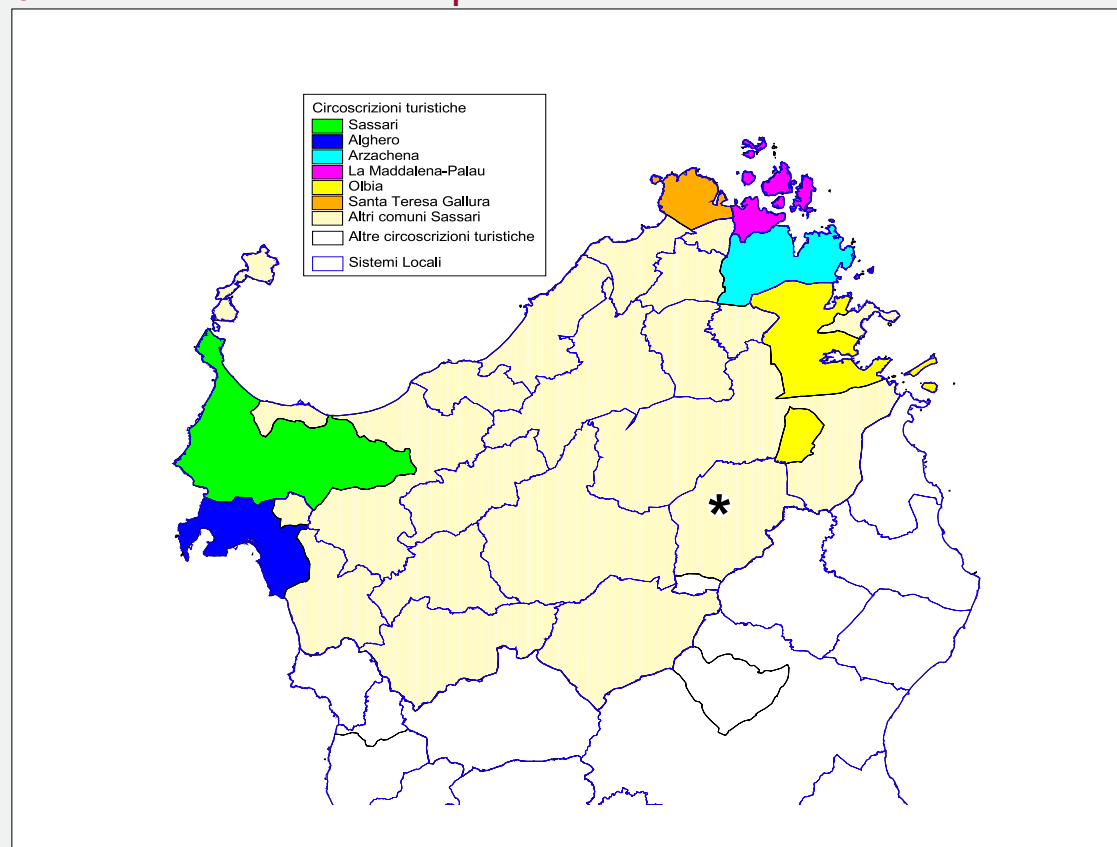 Circoscrizioni turistiche
Sassari
Alghero
Arzachena
La Maddalena-Palau
Olbia
Santa Teresa Gallura
Altri comuni Sassari
Altre circoscrizioni turistiche
Sistemi Locali
*